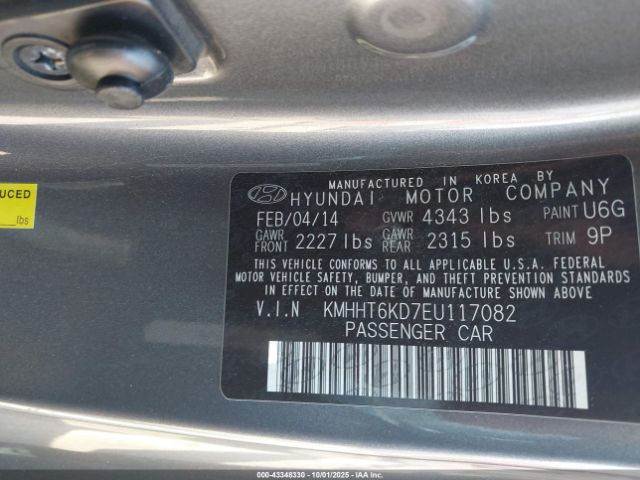 MANUFACTURED IN KOREA BY
HYUNDAI MOTOR COMPANY
FEB/04/14 GVWR 4343 lbs PAINT U6G
GAWR FRONT 2227 lbs GAWR REAR 2315 lbs TRIM 9P
THIS VEHICLE CONFORMS TO ALL APPLICABLE U.S.A. FEDERAL
MOTOR VEHICLE SAFETY, BUMPER, AND THEFT PREVENTION STANDARDS
IN EFFECT ON THE DATE OF MANUFACTURE SHOWN ABOVE
V.I.N KMHHT6KD7EU117082
PASSENGER CAR
UCED
lbs
000-43348330 - 10/01/2025 - IAAI.COM